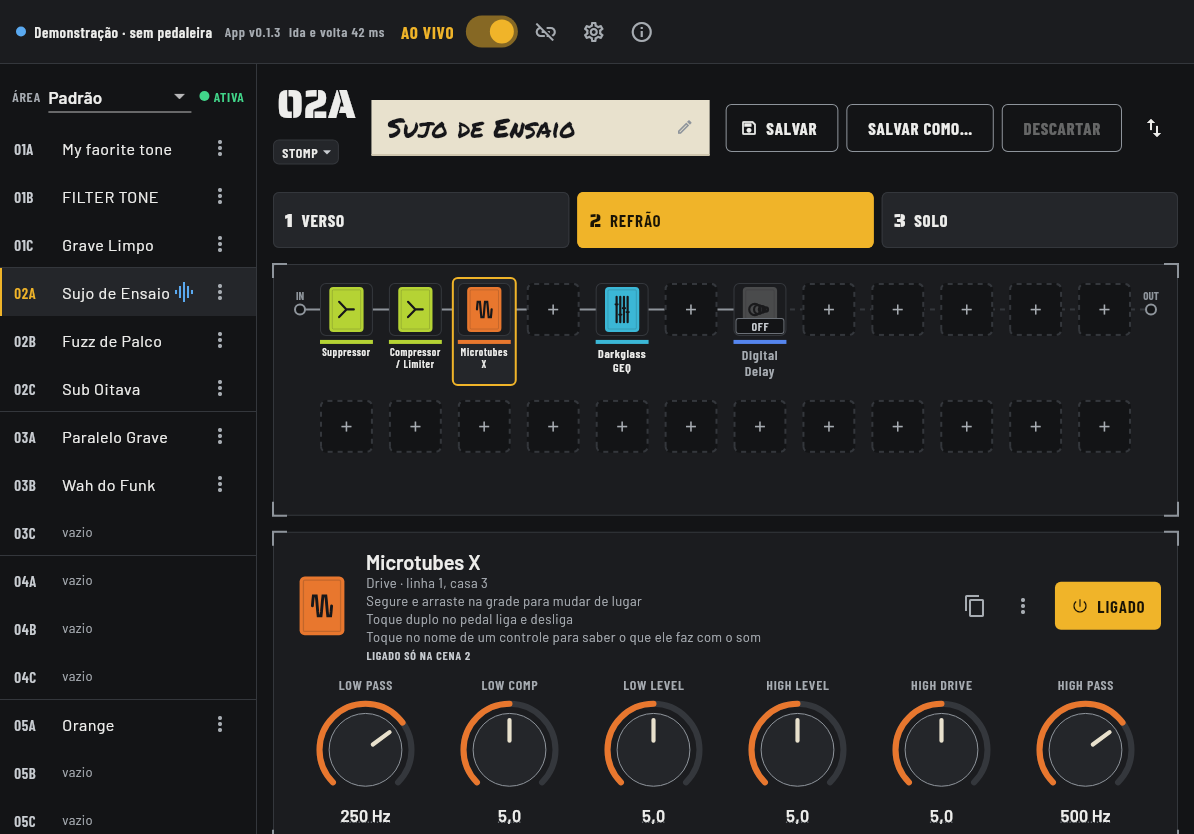 Demonstração · sem pedaleira App v0.1.3 Ida e volta 42 ms AO VIVO
ÁREA Padrão ATIVA
01A My faorite tone
01B FILTER TONE
01C Grave Limpo
02A Sujo de Ensaio
02B Fuzz de Palco
02C Sub Oitava
03A Paralelo Grave
03B Wah do Funk
03C vazio
04A vazio
04B vazio
04C vazio
05A Orange
05B vazio
05C vazio
02A
STOMP
Sujo de Ensaio
SALVAR
SALVAR COMO...
DESCARTAR
1 VERSO
2 REFRÃO
3 SOLO
IN
OUT
OFF
Suppressor
Compressor
/ Limiter
Microtubes
X
Darkglass
GEQ
Digital
Delay
Microtubes X
Drive · linha 1, casa 3
Segure e arraste na grade para mudar de lugar
Toque duplo no pedal liga e desliga
Toque no nome de um controle para saber o que ele faz com o som
LIGADO SÓ NA CENA 2
LIGADO
LOW PASS LOW COMP LOW LEVEL HIGH LEVEL HIGH DRIVE HIGH PASS
250 Hz 5,0 5,0 5,0 5,0 500 Hz